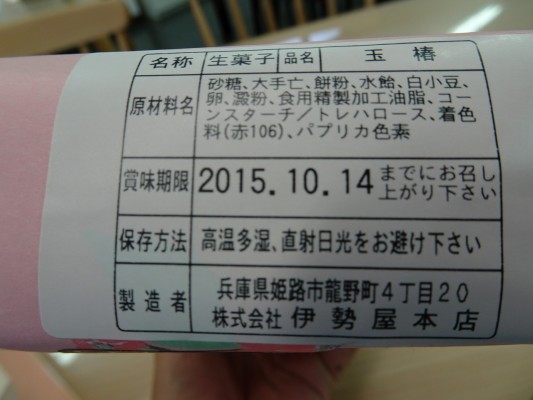 名称 生菓子 品名 玉椿
原材料名 砂糖、大手亡、餅粉、水飴、白小豆、
卵、澱粉、食用精製加工油脂、コー
ンスターチ/トレハロース、着色
料(赤106)、パプリカ色素
賞味期限 2015.10.14 までにお召し
上がり下さい
保存方法 高温多湿、直射日光をお避け下さい
製造者 兵庫県姫路市龍野町4丁目20
株式会社 伊勢屋本店